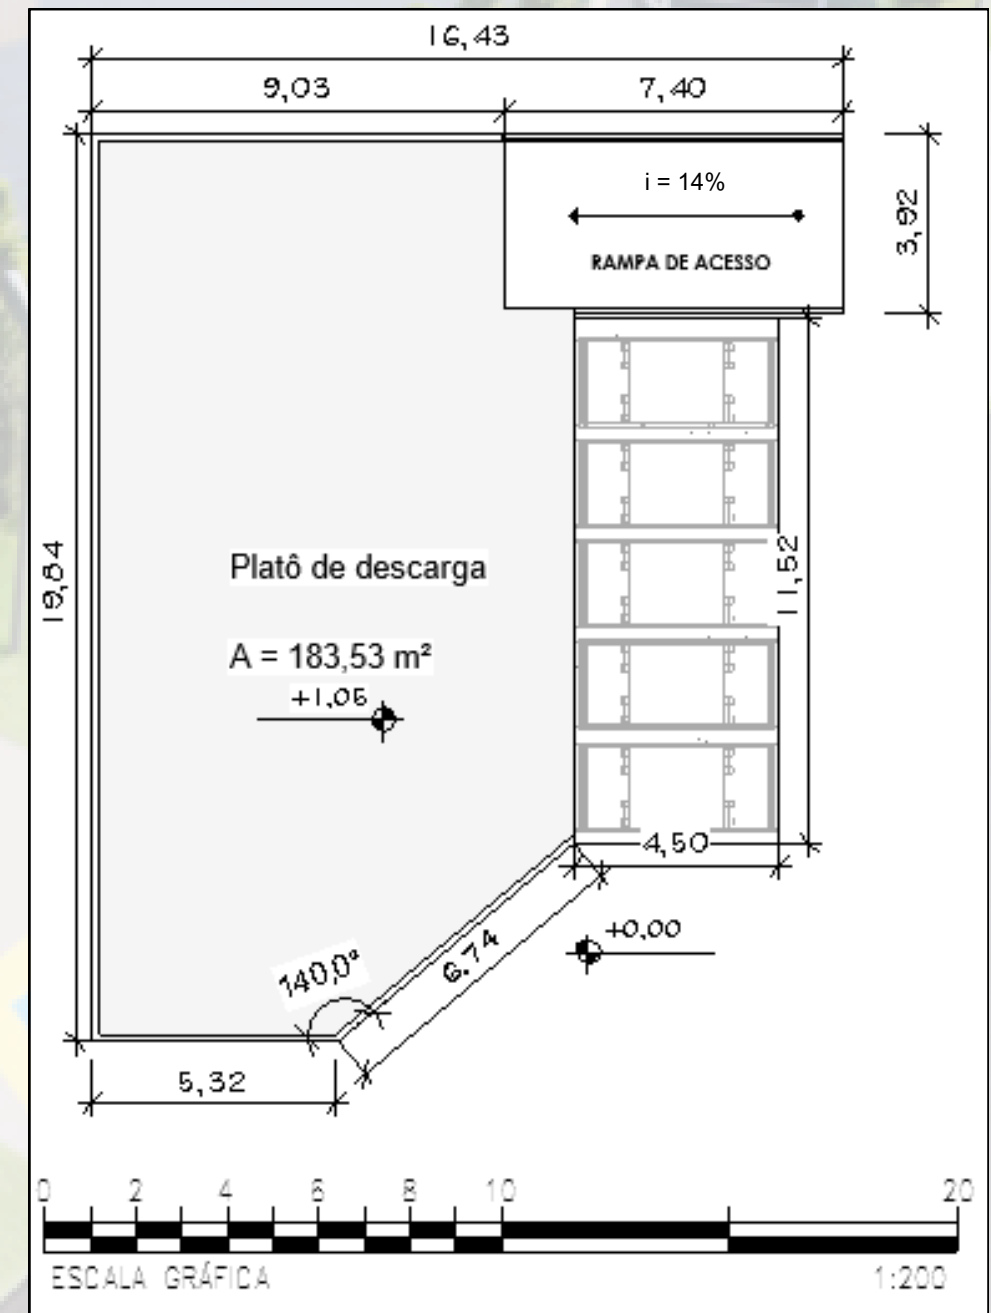 16,43
9,03
7,40
i = 14%
3,92
RAMPA DE ACESSO
19,84
11,52
Platô de descarga
A = 183,53 m²
+1,05
4,50
+0,00
6.74
140,0°
5,32
0 2 4 6 8 10 20
ESCALA GRÁFICA 1:200